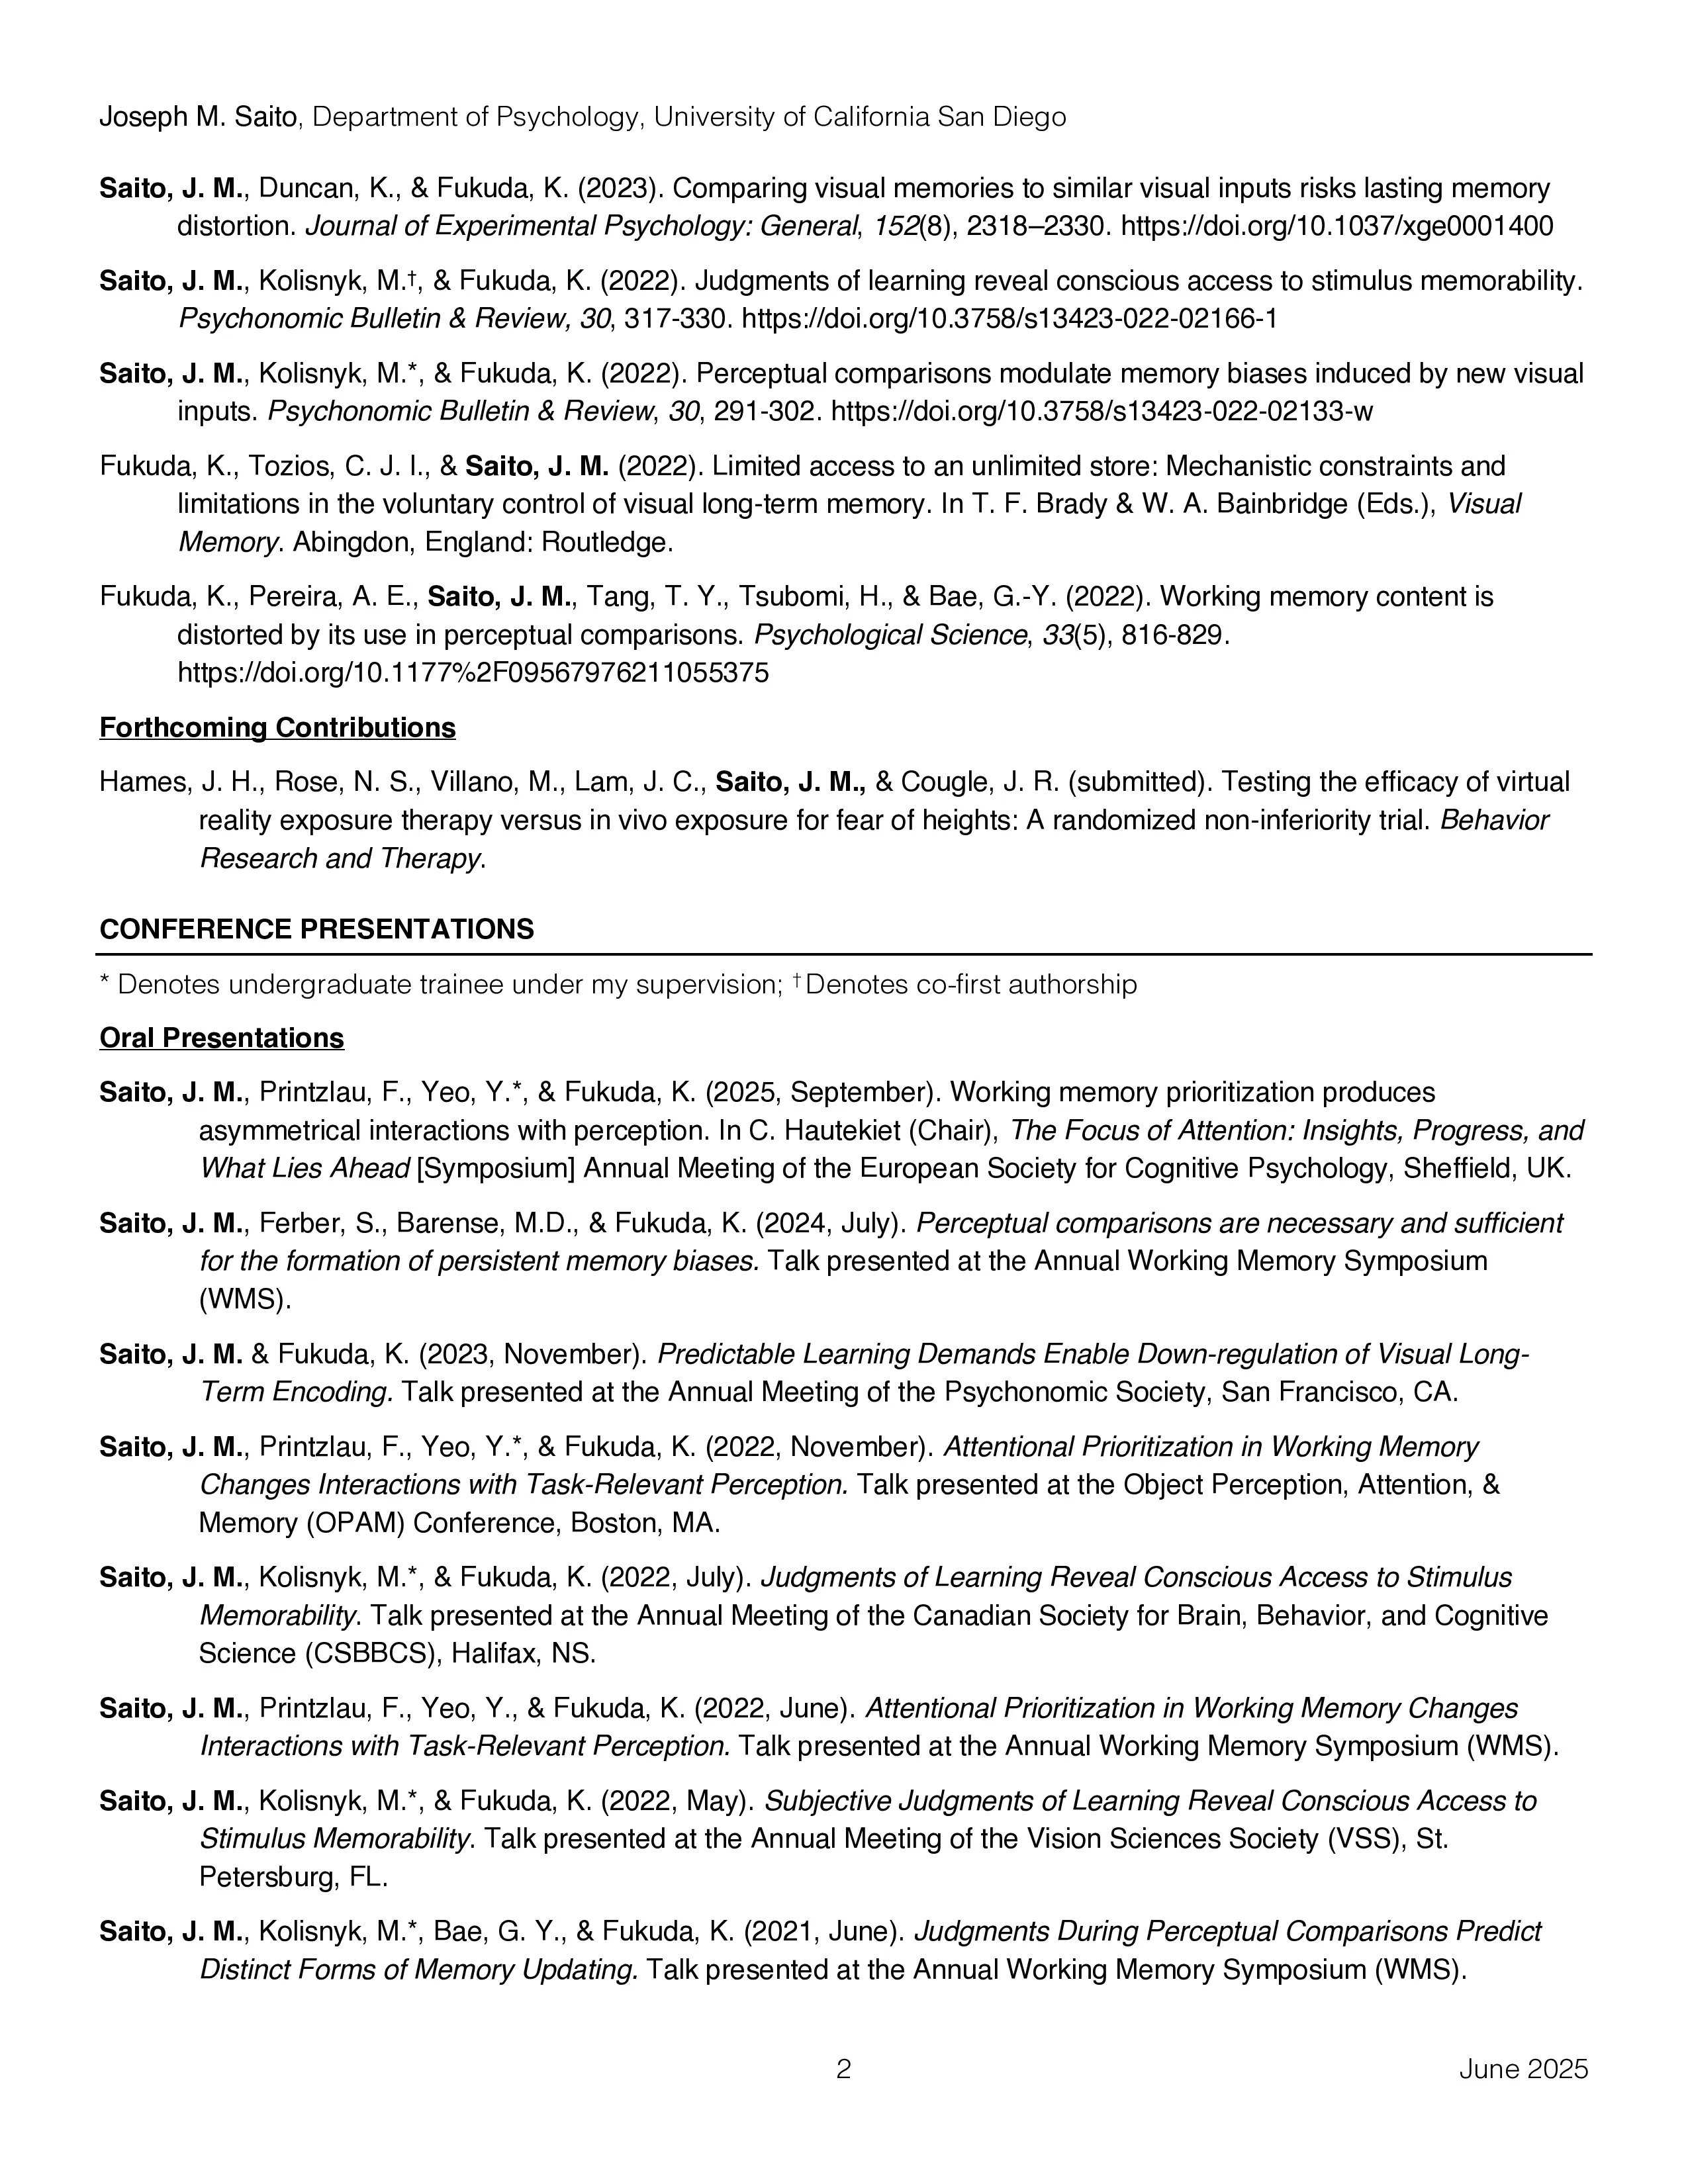 Joseph M. Saito, Department of Psychology, University of California San Diego
Saito, J. M., Duncan, K., & Fukuda, K. (2023). Comparing visual memories to similar visual inputs risks lasting memory
distortion. Journal of Experimental Psychology: General, 152(8), 2318–2330. https://doi.org/10.1037/xge0001400
Saito, J. M., Kolisnyk, M.†, & Fukuda, K. (2022). Judgments of learning reveal conscious access to stimulus memorability.
Psychonomic Bulletin & Review, 30, 317-330. https://doi.org/10.3758/s13423-022-02166-1
Saito, J. M., Kolisnyk, M.*, & Fukuda, K. (2022). Perceptual comparisons modulate memory biases induced by new visual
inputs. Psychonomic Bulletin & Review, 30, 291-302. https://doi.org/10.3758/s13423-022-02133-w
Fukuda, K., Tozios, C. J. I., & Saito, J. M. (2022). Limited access to an unlimited store: Mechanistic constraints and
limitations in the voluntary control of visual long-term memory. In T. F. Brady & W. A. Bainbridge (Eds.), Visual
Memory. Abingdon, England: Routledge.
Fukuda, K., Pereira, A. E., Saito, J. M., Tang, T. Y., Tsubomi, H., & Bae, G.-Y. (2022). Working memory content is
distorted by its use in perceptual comparisons. Psychological Science, 33(5), 816-829.
https://doi.org/10.1177%2F09567976211055375
Forthcoming Contributions
Hames, J. H., Rose, N. S., Villano, M., Lam, J. C., Saito, J. M., & Cougle, J. R. (submitted). Testing the efficacy of virtual
reality exposure therapy versus in vivo exposure for fear of heights: A randomized non-inferiority trial. Behavior
Research and Therapy.
CONFERENCE PRESENTATIONS
* Denotes undergraduate trainee under my supervision; † Denotes co-first authorship
Oral Presentations
Saito, J. M., Printzlau, F., Yeo, Y.*, & Fukuda, K. (2025, September). Working memory prioritization produces
asymmetrical interactions with perception. In C. Hautekiet (Chair), The Focus of Attention: Insights, Progress, and
What Lies Ahead [Symposium] Annual Meeting of the European Society for Cognitive Psychology, Sheffield, UK.
Saito, J. M., Ferber, S., Barense, M.D., & Fukuda, K. (2024, July). Perceptual comparisons are necessary and sufficient
for the formation of persistent memory biases. Talk presented at the Annual Working Memory Symposium
(WMS).
Saito, J. M. & Fukuda, K. (2023, November). Predictable Learning Demands Enable Down-regulation of Visual Long-
Term Encoding. Talk presented at the Annual Meeting of the Psychonomic Society, San Francisco, CA.
Saito, J. M., Printzlau, F., Yeo, Y.*, & Fukuda, K. (2022, November). Attentional Prioritization in Working Memory
Changes Interactions with Task-Relevant Perception. Talk presented at the Object Perception, Attention, &
Memory (OPAM) Conference, Boston, MA.
Saito, J. M., Kolisnyk, M.*, & Fukuda, K. (2022, July). Judgments of Learning Reveal Conscious Access to Stimulus
Memorability. Talk presented at the Annual Meeting of the Canadian Society for Brain, Behavior, and Cognitive
Science (CSBBCS), Halifax, NS.
Saito, J. M., Printzlau, F., Yeo, Y., & Fukuda, K. (2022, June). Attentional Prioritization in Working Memory Changes
Interactions with Task-Relevant Perception. Talk presented at the Annual Working Memory Symposium (WMS).
Saito, J. M., Kolisnyk, M.*, & Fukuda, K. (2022, May). Subjective Judgments of Learning Reveal Conscious Access to
Stimulus Memorability. Talk presented at the Annual Meeting of the Vision Sciences Society (VSS), St.
Petersburg, FL.
Saito, J. M., Kolisnyk, M.*, Bae, G. Y., & Fukuda, K. (2021, June). Judgments During Perceptual Comparisons Predict
Distinct Forms of Memory Updating. Talk presented at the Annual Working Memory Symposium (WMS).
2
June 2025